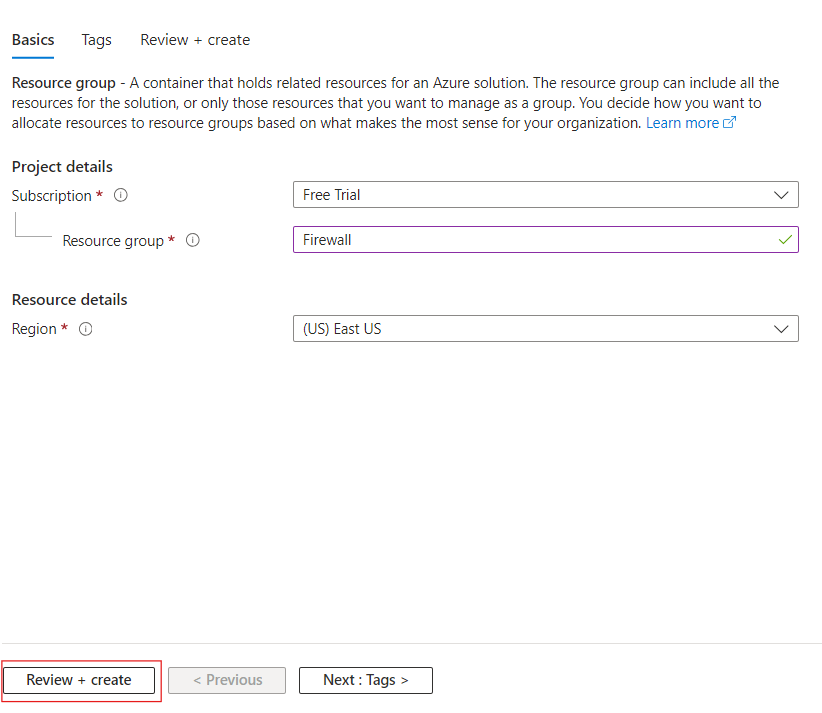 Basics Tags Review + create
Resource group - A container that holds related resources for an Azure solution. The resource group can include all the
resources for the solution, or only those resources that you want to manage as a group. You decide how you want to
allocate resources to resource groups based on what makes the most sense for your organization. Learn more
Project details
Subscription * Free Trial
Resource group * Firewall
Resource details
Region * (US) East US
Review + create < Previous Next : Tags >